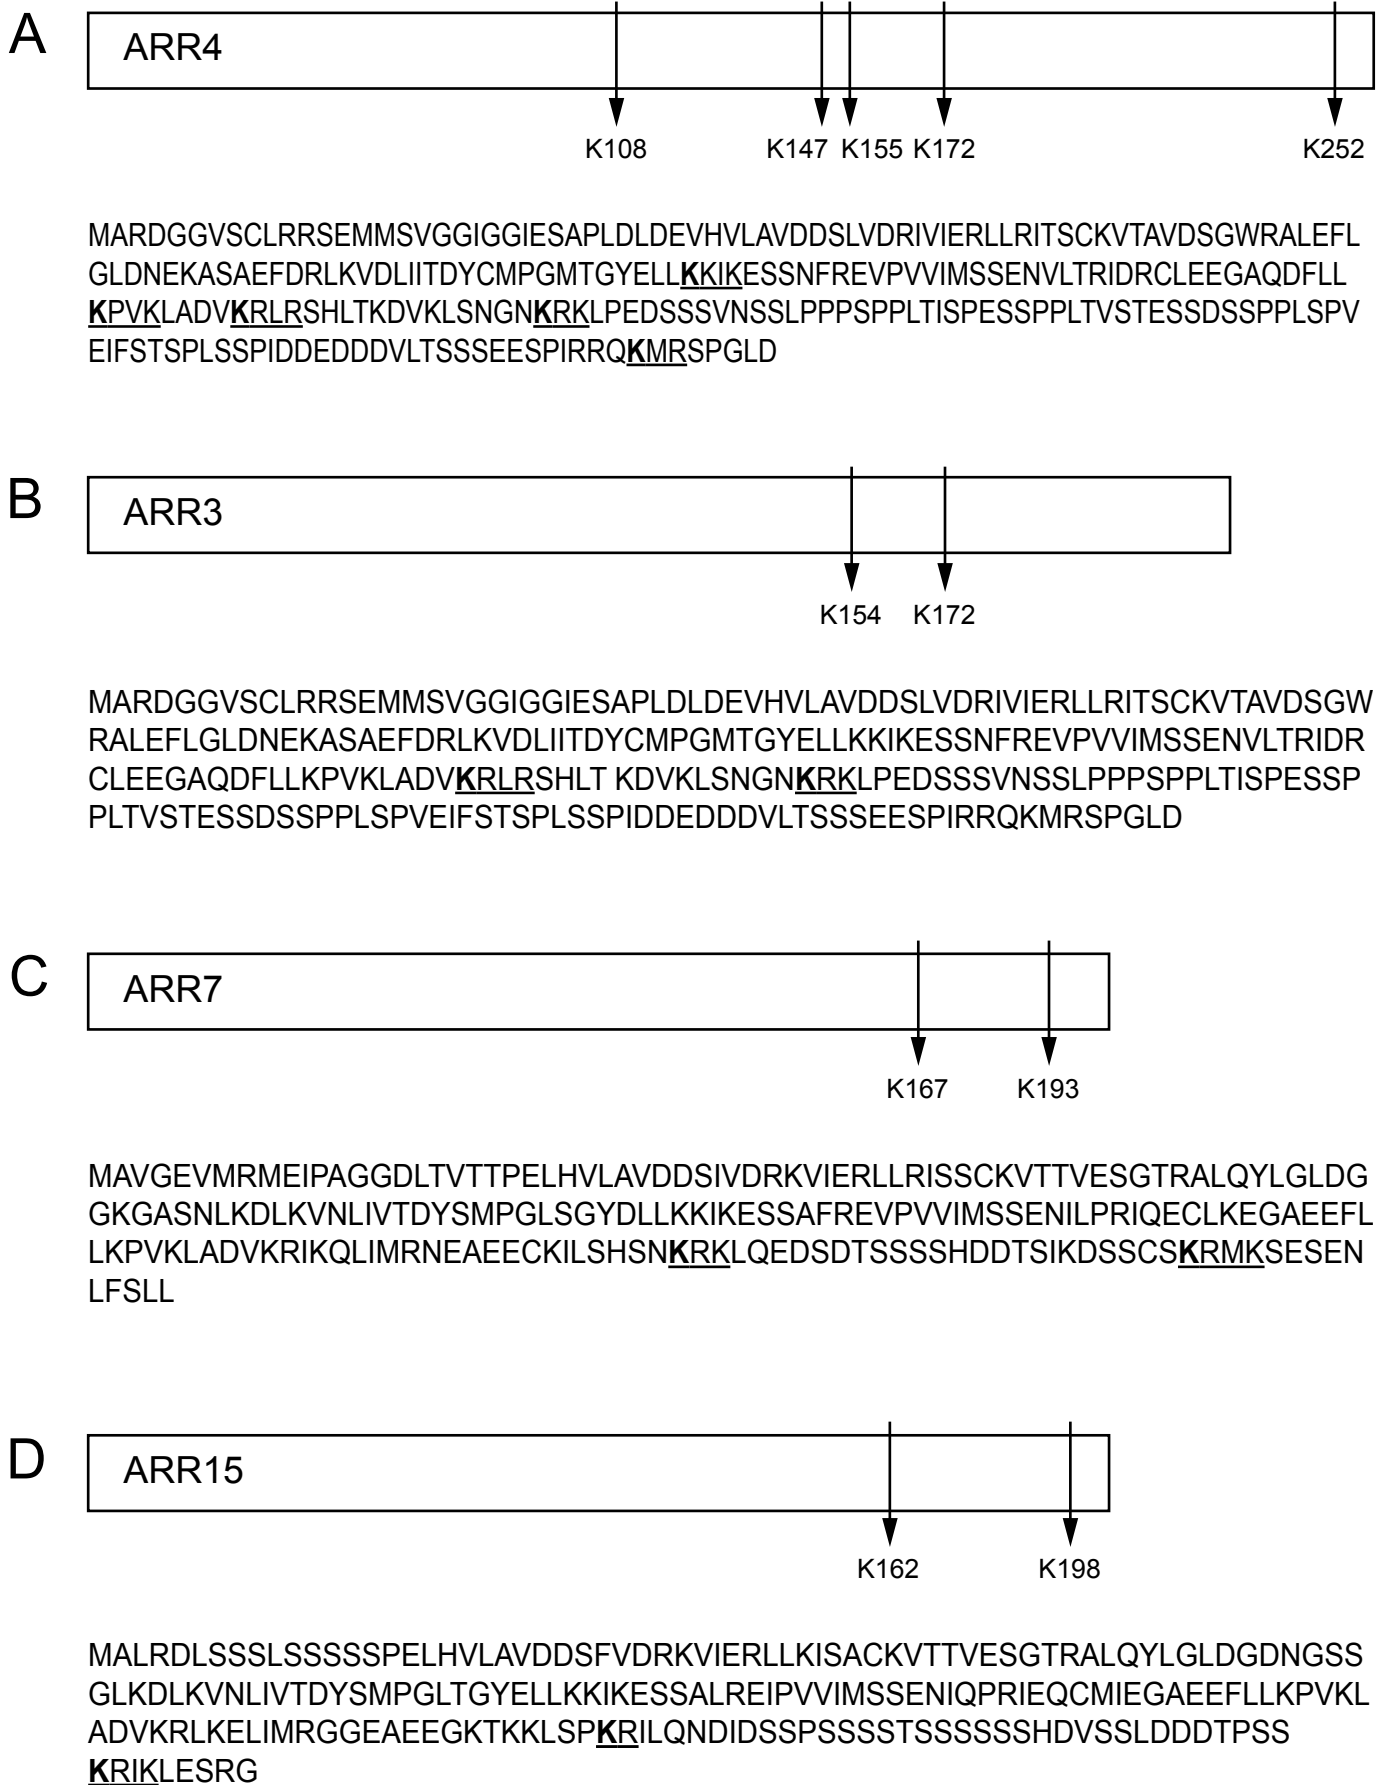 A
ARR4
K108 K147 K155 K172 K252
MARDGGVSCLRRSEMMSVGGIGGIESAPLDLDEVHVLAVDDSLVDRIVIERLLRITSCKVTAVDSGWRALEFL
GLDNEKASAEFDRLKVDLIITDYCMPGMTGYELLKKIKESSNFREVPVVIMSSENVLTRIDRCLEEGAQDFLL
KPVKLADVKRLRSHLTKDVKLSNGNKRKLPEDSSSVNSSLPPPSPPLTISPESSPPLTVSTESSDSSPPLSPV
EIFSTSPLSSPIDDEDDDVLTSSSEESPIRRQKMRSPGLD
B
ARR3
K154 K172
MARDGGVSCLRRSEMMSVGGIGGIESAPLDLDEVHVLAVDDSLVDRIVIERLLRITSCKVTAVDSGW
RALEFLGLDNEKASAEFDRLKVDLIITDYCMPGMTGYELLKKIKESSNFREVPVVIMSSENVLTRIDR
CLEEGAQDFLLKPVKLADVKRLRSHLT KDVKLSNGNKRKLPEDSSSVNSSLPPPSPPLTISPESSP
PLTVSTESSDSSPPLSPVEIFSTSPLSSPIDDEDDDVLTSSSEESPIRRQKMRSPGLD
C
ARR7
K167 K193
MAVGEVMRMEIPAGGDLTVTTPELHVLAVDDSIVDRKVIERLLRISSCKVTTVESGTRALQYLGLDG
GKGASNLKDLKVNLIVTDYSMPGLSGYDLLKKIKESSAFREVPVVIMSSENILPRIQECLKEGAEEFL
LKPVKLADVKRIKQLIMRNEAEECKILSHSNKRKLQEDSDTSSSSHDDTSIKDSSCSKRMKSESEN
LFSLL
D
ARR15
K162 K198
MALRDLSSSLSSSSSPELHVLAVDDSFVDRKVIERLLKISACKVTTVESGTRALQYLGLDGDNGSS
GLKDLKVNLIVTDYSMPGLTGYELLKKIKESSALREIPVVIMSSENIQPRIEQCMIEGAEEFLLKPVKL
ADVKRLKELIMRGGEAEEGKTKKLSPKRILQNDIDSSPSSSSTSSSSSSHDVSSLDDDTPSS
KRIKLESRG